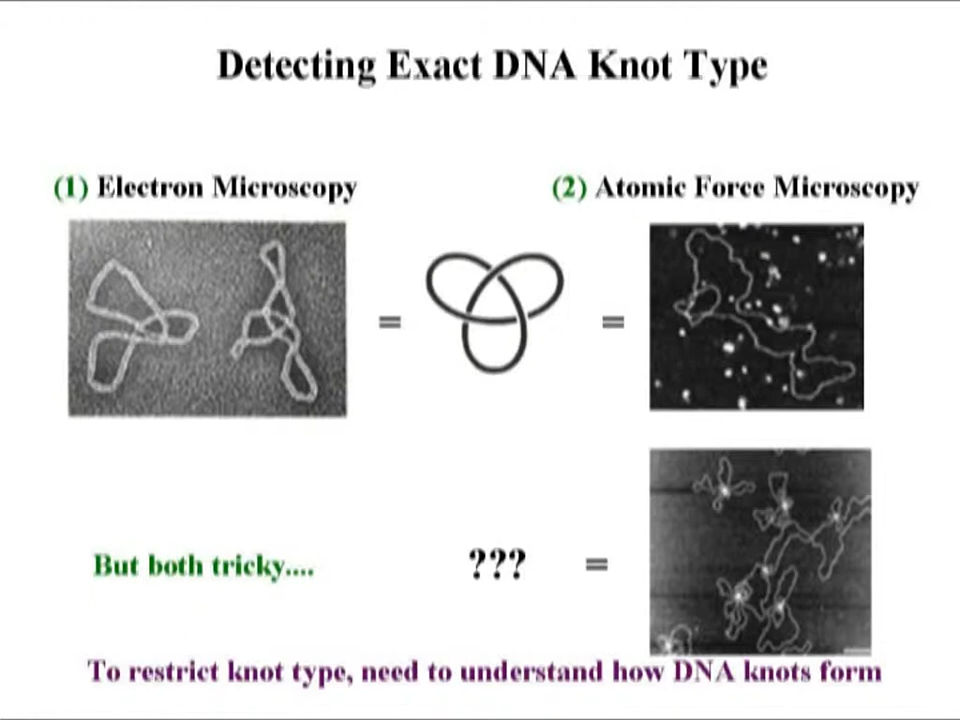 Detecting Exact DNA Knot Type
(1) Electron Microscopy
(2) Atomic Force Microscopy
= =
But both tricky....
??? =
To restrict knot type, need to understand how DNA knots form